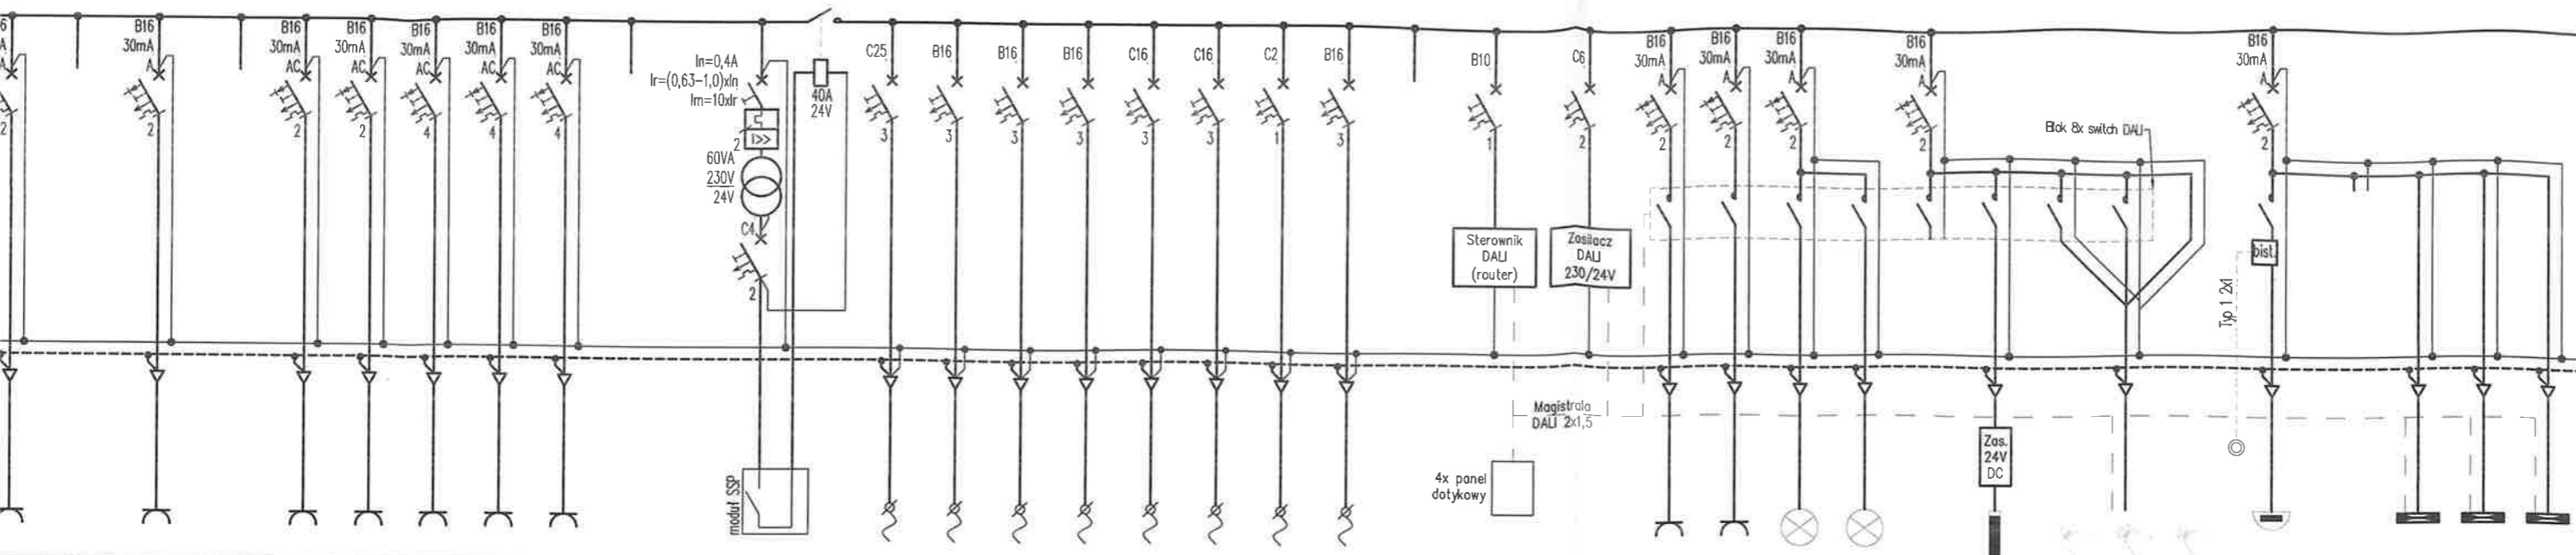 B16
30mA
A
2
B16
30mA
AC
2
B16
30mA
AC
2
B16
30mA
AC
4
B16
30mA
AC
4
B16
30mA
AC
4
In=0,4A
Ir=(0,63-1,0)xIn
Im=10xIr
I>>
2
60VA
230V
24V
C4
2
moduł SSP
40A
24V
C25
3
B16
3
B16
3
B16
3
C16
3
C16
3
C2
1
B16
3
B10
1
Sterownik
DALI
(router)
C6
2
Zasilacz
DALI
230/24V
Magistrala
DALI 2x1,5
4x panel
dotykowy
B16
30mA
A
2
B16
30mA
A
2
B16
30mA
A
2
B16
30mA
A
2
Blok 8x switch DALI
Zas.
24V
DC
B16
30mA
A
2
bist.
Typ 1 2x1